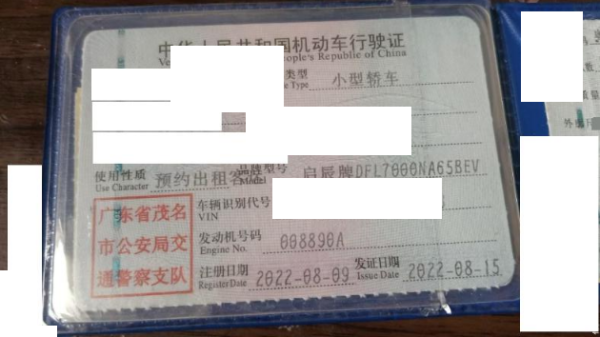 中华人民共和国机动车行驶证
ople's Republic of China
类型 小型轿车
e Type
使用性质 预约出租客运 品牌型号 启辰牌DFL7000NA65BEV
Use Character Model
广东省茂名 车辆识别代号
VIN
市公安局交 发动机号码 008890A
Engine No.
通警察支队 注册日期 2022-08-09 发证日期 2022-08-15
Register Date Issue Date